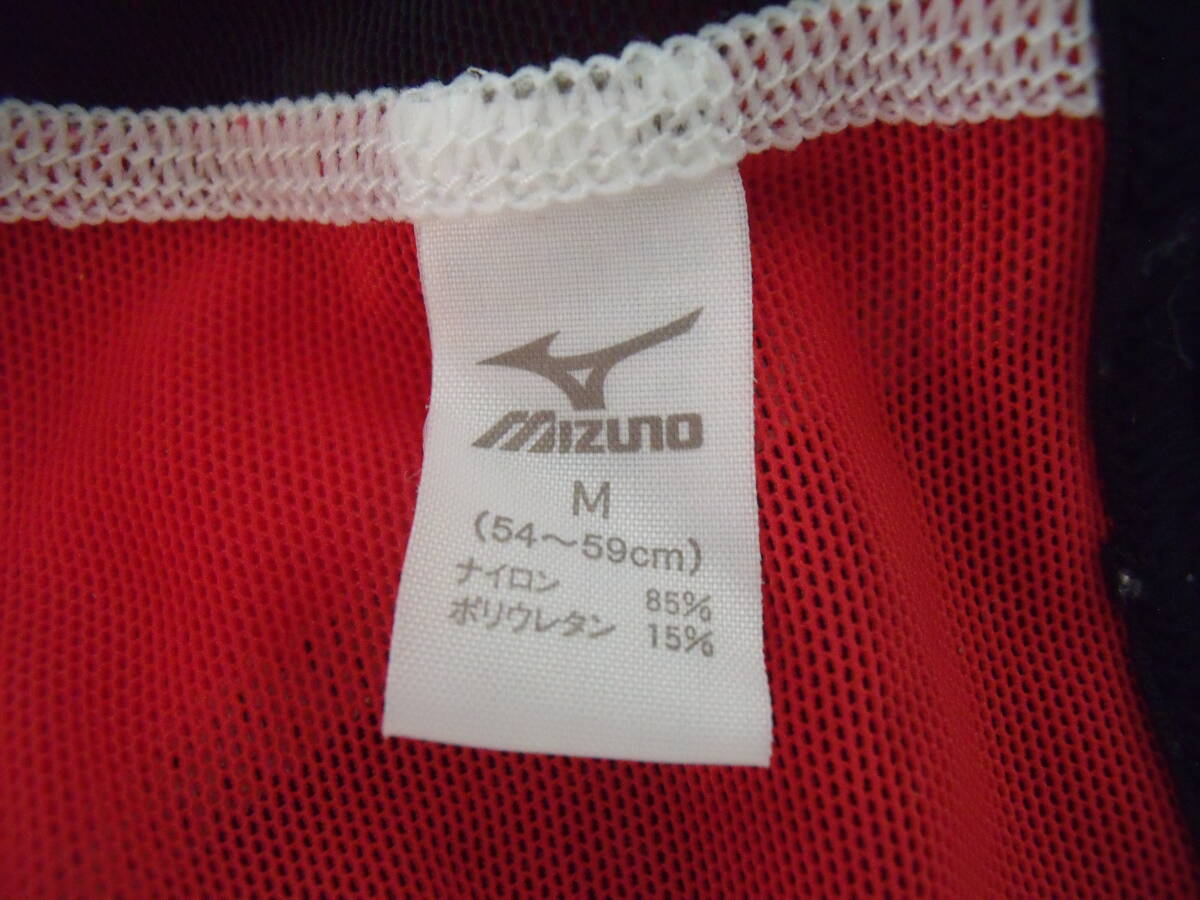 MIZUNO
M
(54〜59cm)
ナイロン 85%
ポリウレタン 15%